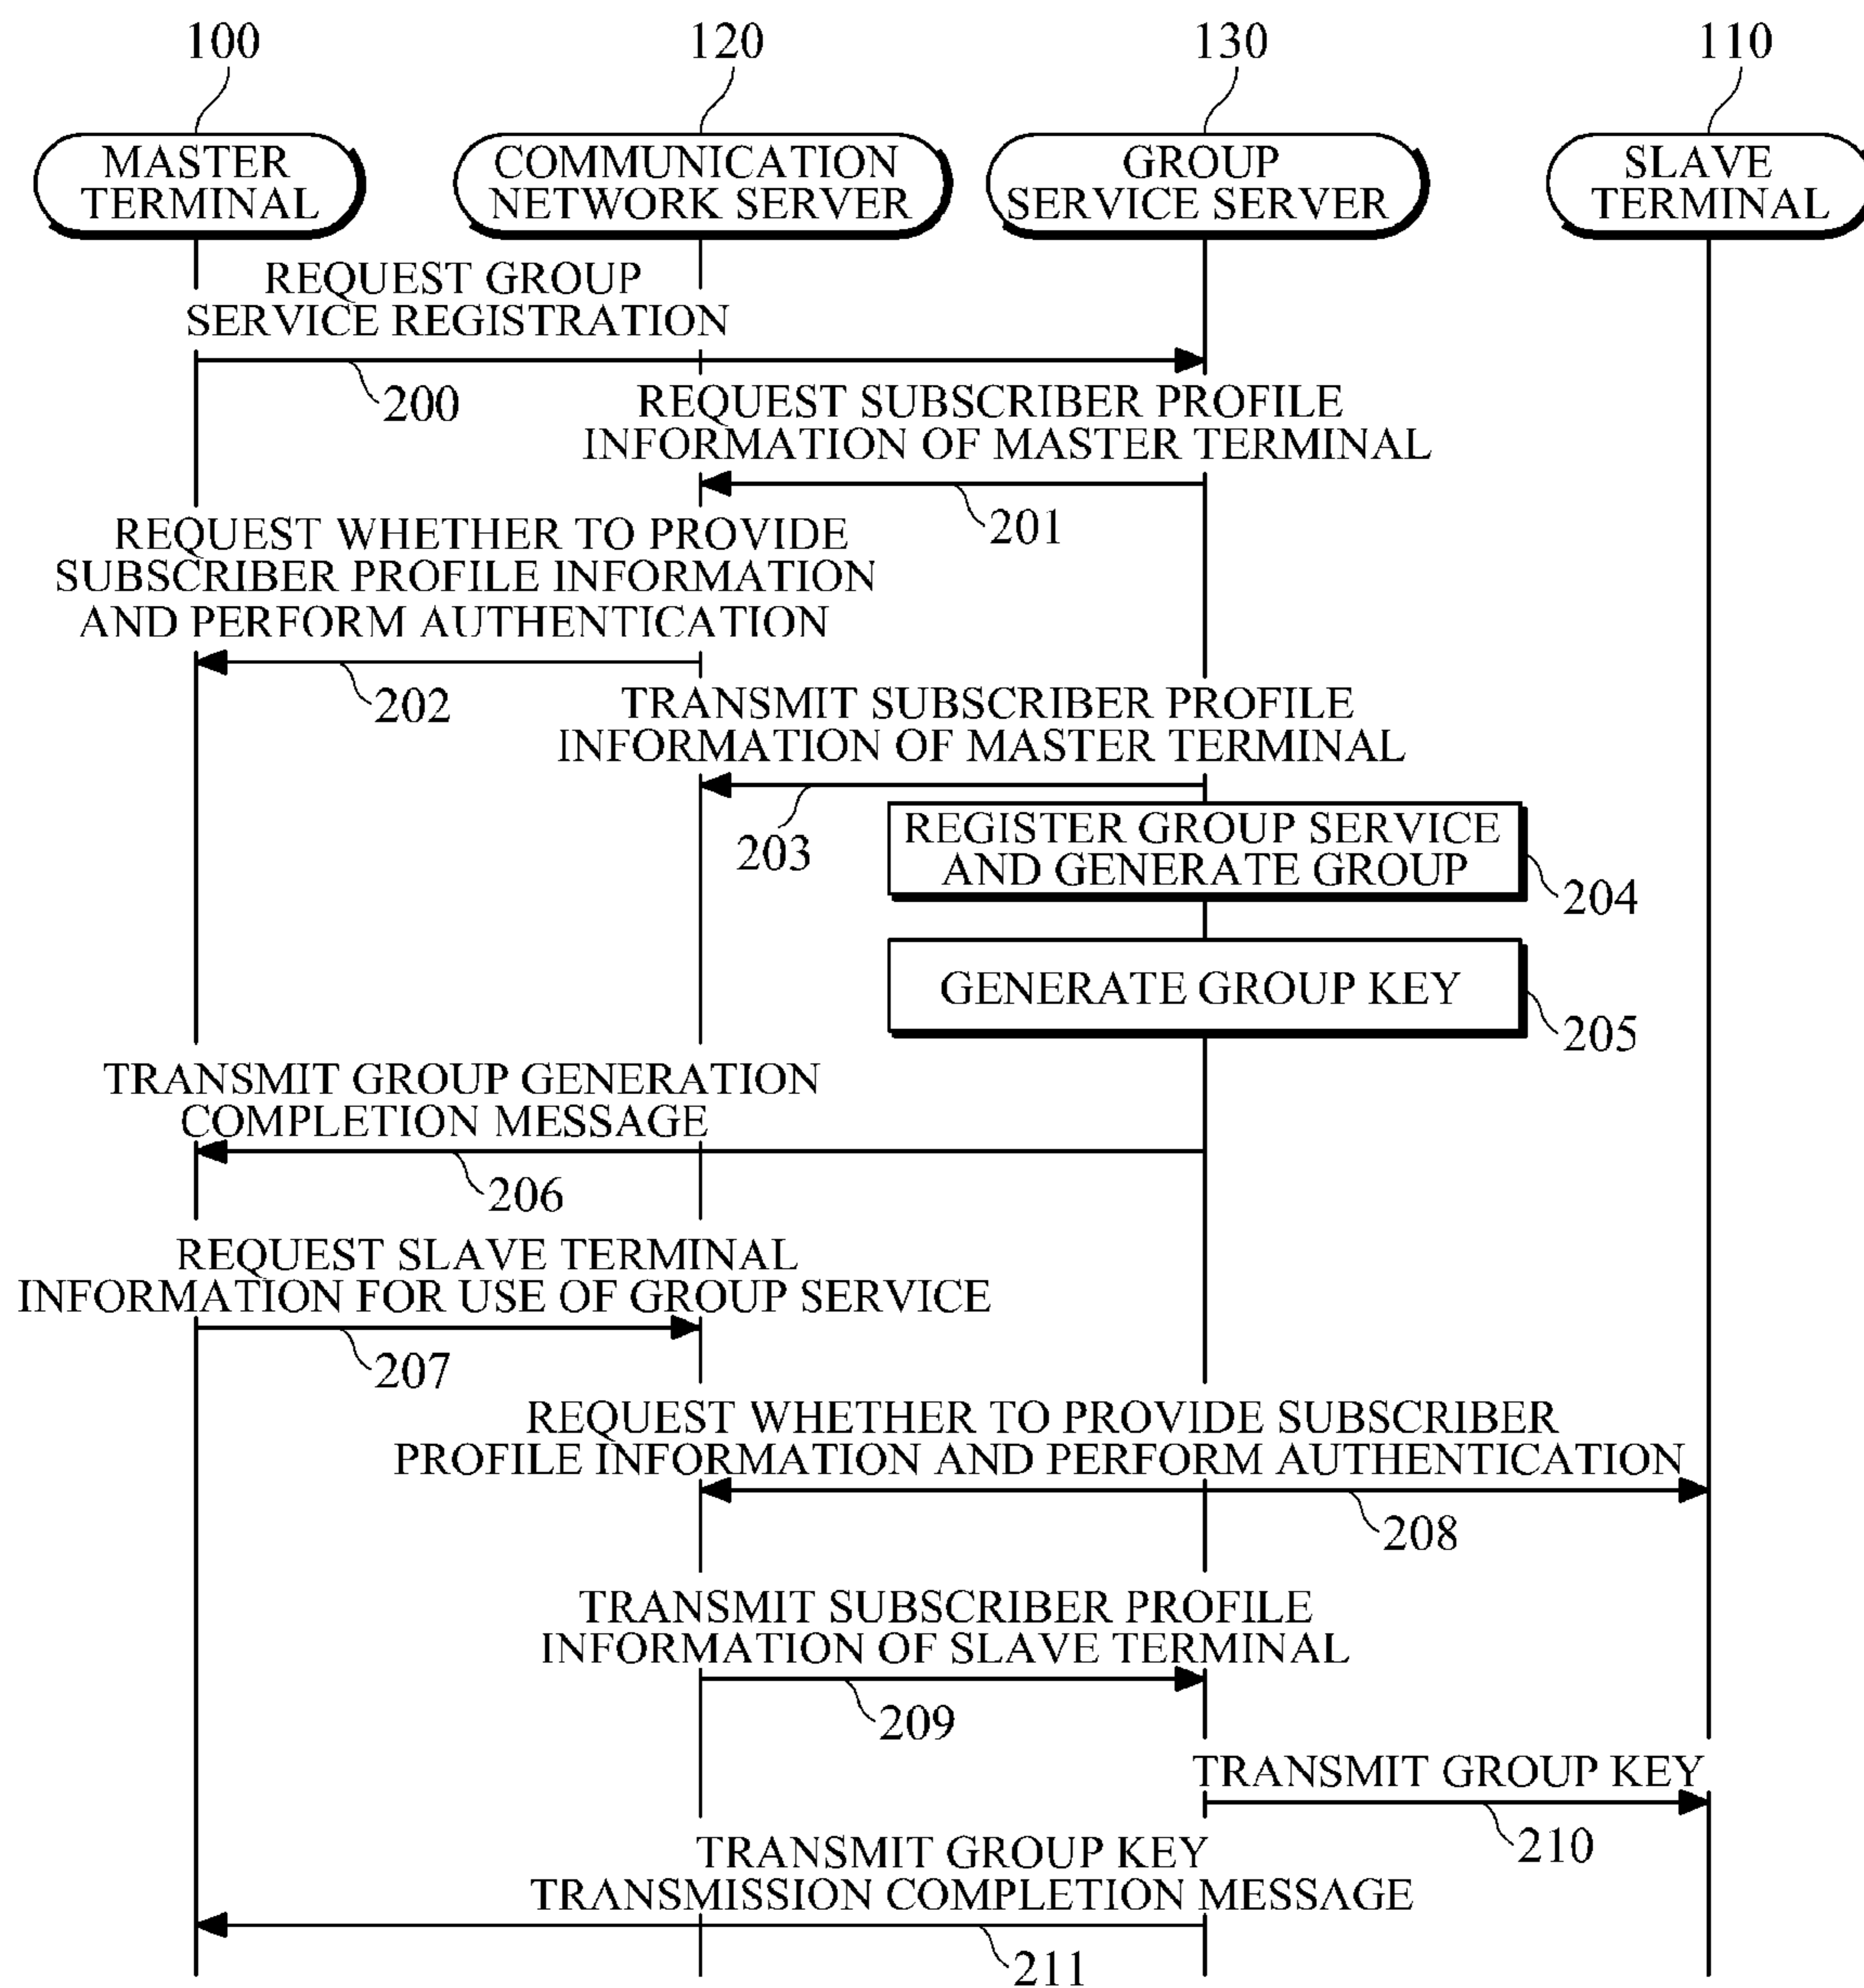 100
120
130
110
MASTER
TERMINAL
COMMUNICATION
NETWORK SERVER
GROUP
SERVICE SERVER
SLAVE
TERMINAL
REQUEST GROUP
SERVICE REGISTRATION
200
REQUEST SUBSCRIBER PROFILE
INFORMATION OF MASTER TERMINAL
201
REQUEST WHETHER TO PROVIDE
SUBSCRIBER PROFILE INFORMATION
AND PERFORM AUTHENTICATION
202
TRANSMIT SUBSCRIBER PROFILE
INFORMATION OF MASTER TERMINAL
203
REGISTER GROUP SERVICE
AND GENERATE GROUP
204
GENERATE GROUP KEY
205
TRANSMIT GROUP GENERATION
COMPLETION MESSAGE
206
REQUEST SLAVE TERMINAL
INFORMATION FOR USE OF GROUP SERVICE
207
REQUEST WHETHER TO PROVIDE SUBSCRIBER
PROFILE INFORMATION AND PERFORM AUTHENTICATION
208
TRANSMIT SUBSCRIBER PROFILE
INFORMATION OF SLAVE TERMINAL
209
TRANSMIT GROUP KEY
210
TRANSMIT GROUP KEY
TRANSMISSION COMPLETION MESSAGE
211